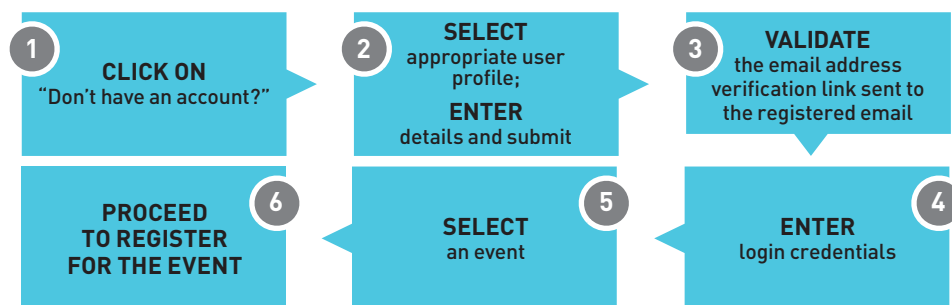 1
CLICK ON
“Don’t have an account?”
2
SELECT
appropriate user
profile;
ENTER
details and submit
3
VALIDATE
the email address
verification link sent to
the registered email
4
ENTER
login credentials
5
SELECT
an event
6
PROCEED
TO REGISTER
FOR THE EVENT